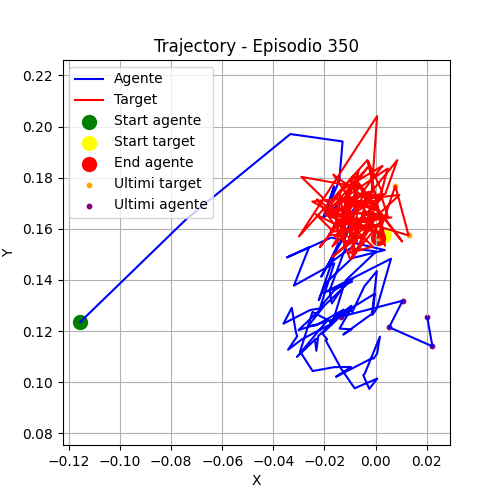 Trajectory - Episodio 350
Agente
Target
Start agente
Start target
End agente
Ultimi target
Ultimi agente
Y
0.22
0.20
0.18
0.16
0.14
0.12
0.10
0.08
−0.12
−0.10
−0.08
−0.06
−0.04
−0.02
0.00
0.02
X